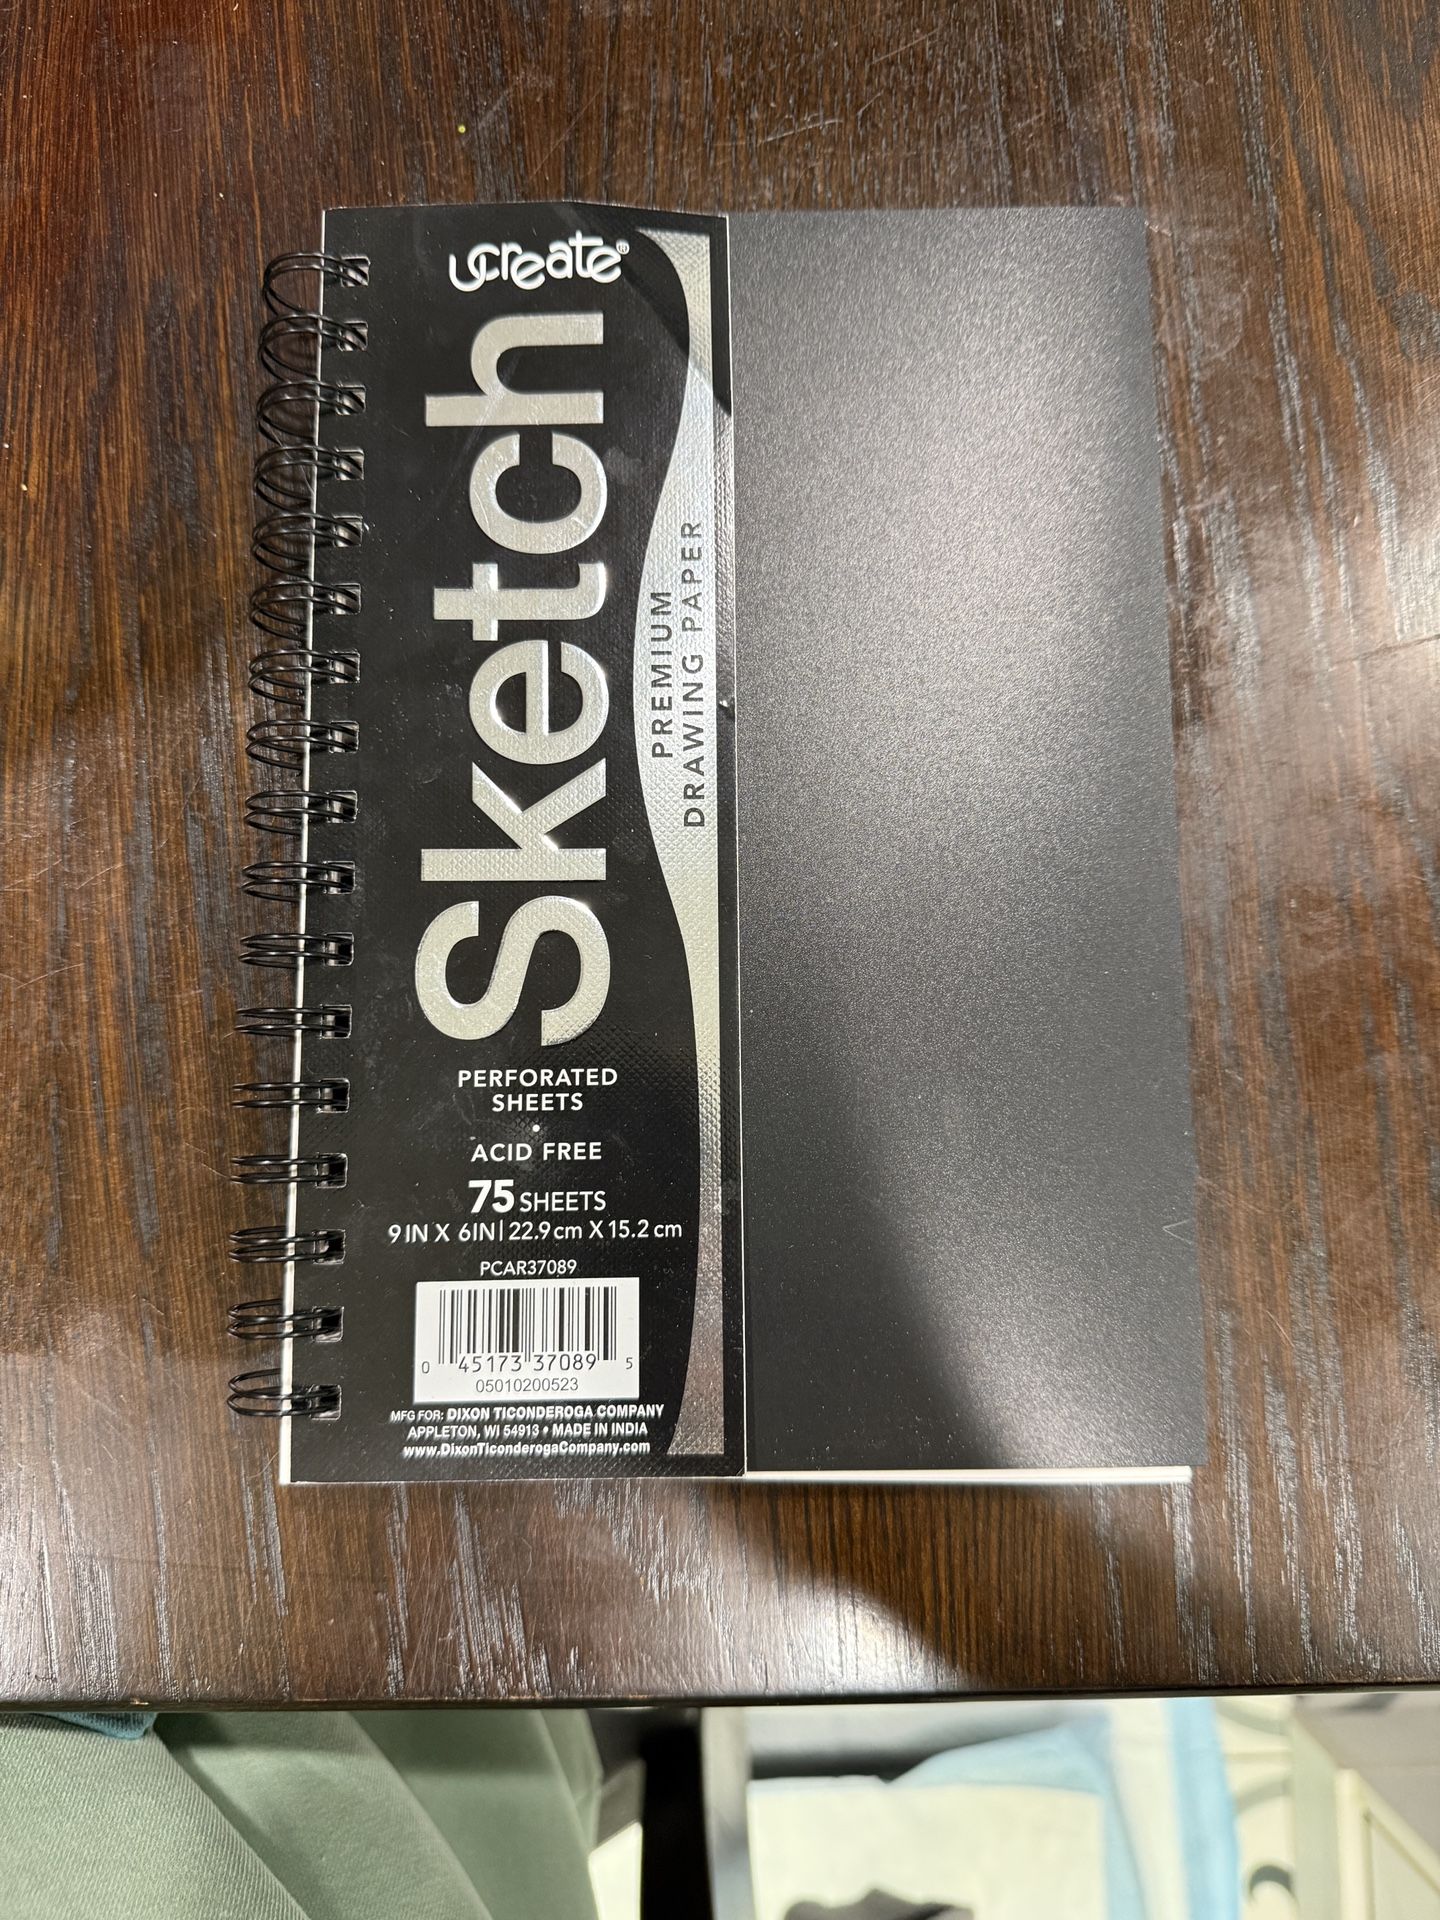 ucreate®
Sketch
PREMIUM
DRAWING PAPER
PERFORATED
SHEETS
•
ACID FREE
75 SHEETS
9 IN X 6 IN | 22.9 cm X 15.2 cm
PCAR37089
0 45173 37089 5
05010200523
MFG FOR: DIXON TICONDEROGA COMPANY
APPLETON, WI 54913 • MADE IN INDIA
www.DixonTiconderogaCompany.com